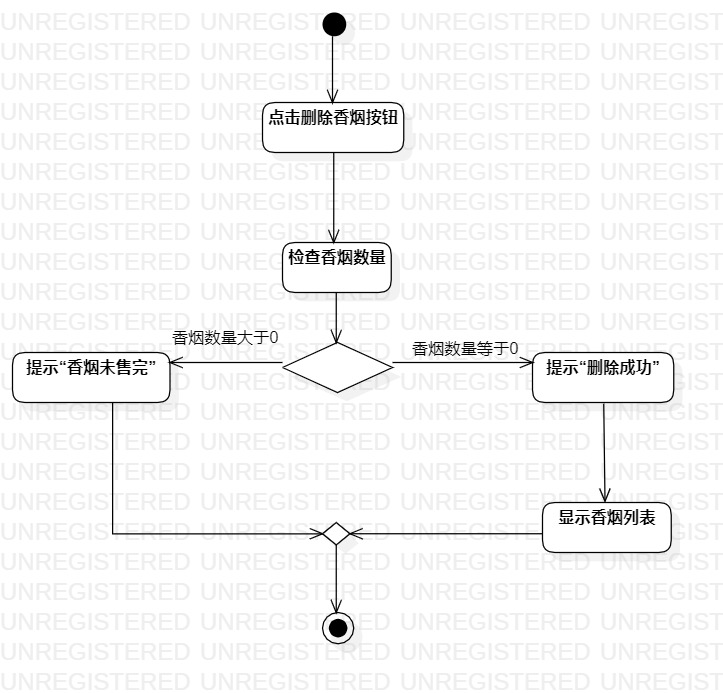 UNREGISTERED UNREGISTERED UNREGISTERED UNREGIST
点击删除香烟按钮
检查香烟数量
香烟数量大于0
香烟数量等于0
提示“香烟未售完”
提示“删除成功”
显示香烟列表